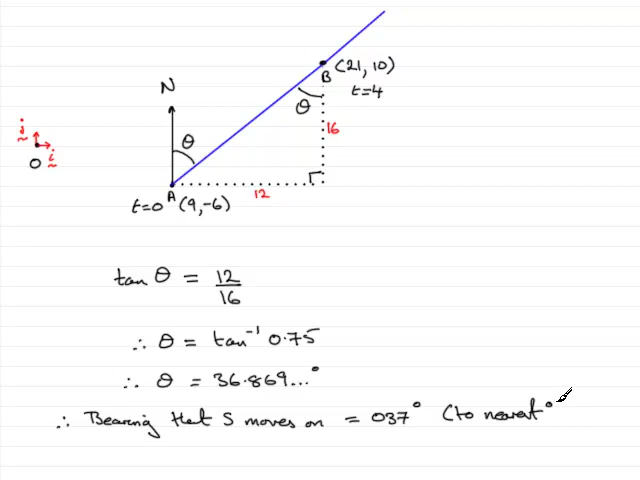 B (21, 10)
t=4
N
θ
θ
16
j
i
O
12
t=0 A (9, -6)
tan θ = 12/16
∴ θ = tan⁻¹ 0.75
∴ θ = 36.869...°
∴ Bearing that S moves on = 037° (to nearest °